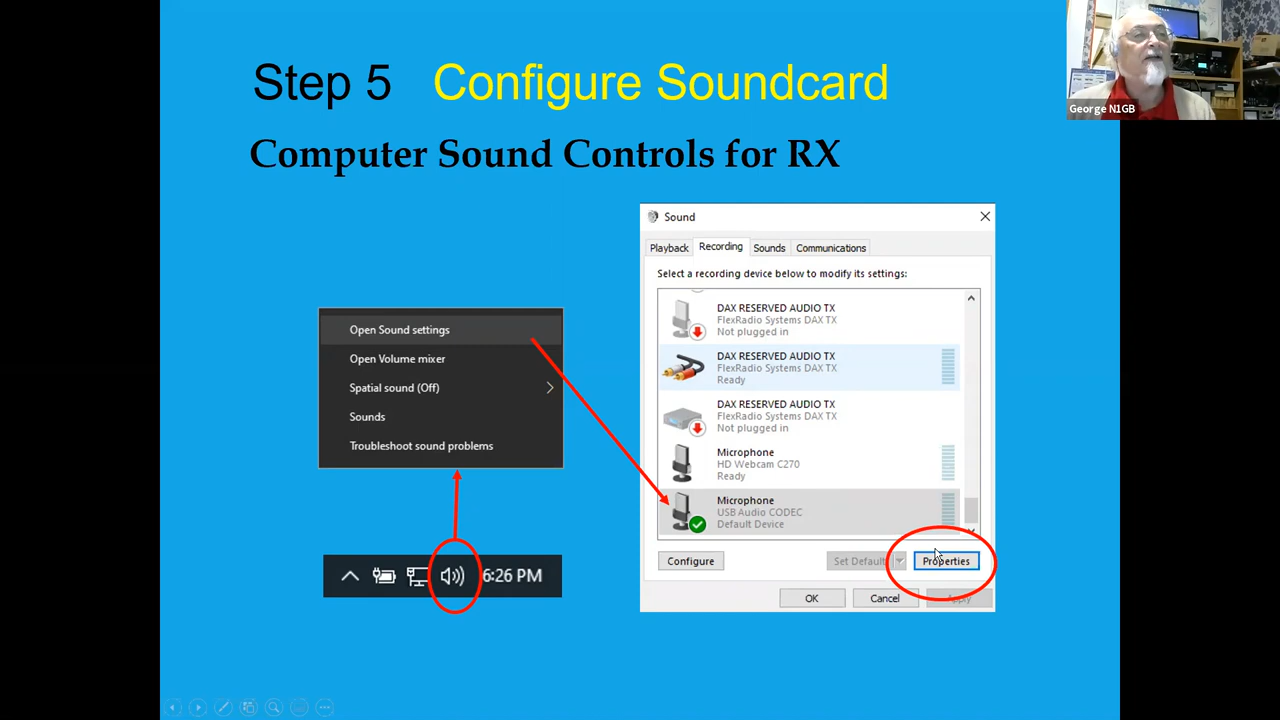 Step 5 Configure Soundcard
George N1GB
Computer Sound Controls for RX
Sound
Playback Recording Sounds Communications
Select a recording device below to modify its settings:
DAX RESERVED AUDIO TX
FlexRadio Systems DAX TX
Not plugged in
DAX RESERVED AUDIO TX
FlexRadio Systems DAX TX
Ready
DAX RESERVED AUDIO TX
FlexRadio Systems DAX TX
Not plugged in
Microphone
HD Webcam C270
Ready
Microphone
USB Audio CODEC
Default Device
Configure Set Default Properties
OK Cancel Apply
Open Sound settings
Open Volume mixer
Spatial sound (Off)
Sounds
Troubleshoot sound problems
6:26 PM